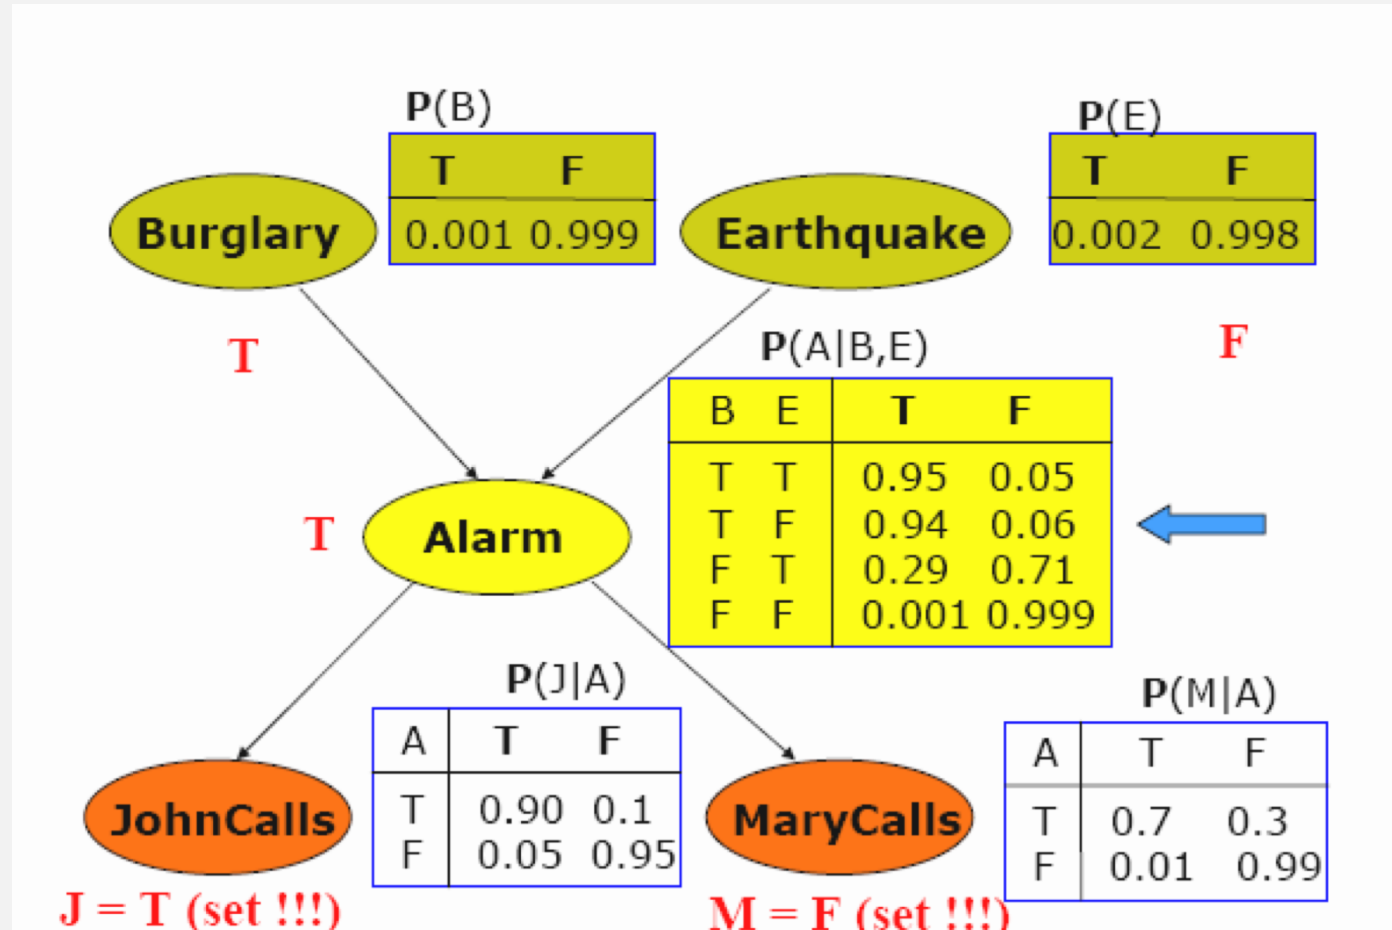 P(B)
T F
0.001 0.999
Burglary
P(E)
T F
0.002 0.998
Earthquake
T
F
P(A|B,E)
B E T F
T T 0.95 0.05
T F 0.94 0.06
F T 0.29 0.71
F F 0.001 0.999
T
Alarm
P(J|A)
A T F
T 0.90 0.1
F 0.05 0.95
P(M|A)
A T F
T 0.7 0.3
F 0.01 0.99
JohnCalls
MaryCalls
J = T (set !!!)
M = F (set !!!)